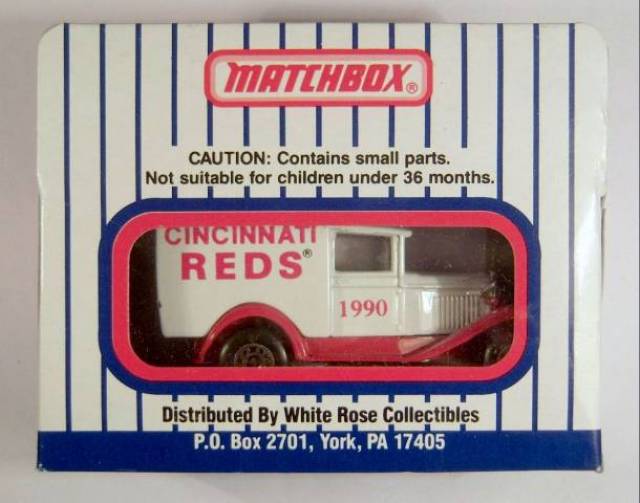 MATCHBOX®
CAUTION: Contains small parts.
Not suitable for children under 36 months.
CINCINNATI
REDS®
1990
Distributed By White Rose Collectibles
P.O. Box 2701, York, PA 17405